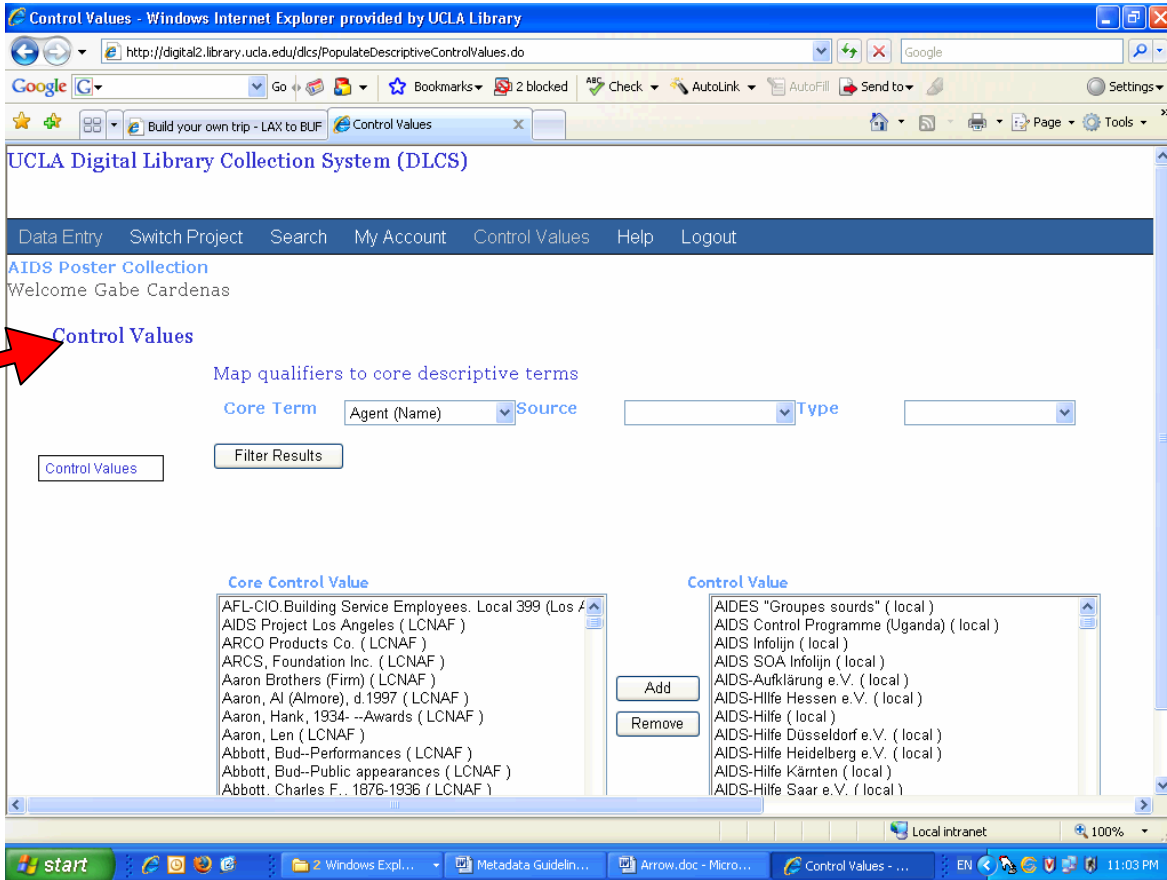 Control Values - Windows Internet Explorer provided by UCLA Library
http://digital2.library.ucla.edu/dlcs/PopulateDescriptiveControlValues.do
Google
Google G Go Bookmarks 2 blocked ABC Check AutoLink AutoFill Send to Settings
Build your own trip - LAX to BUF Control Values x Page Tools »
UCLA Digital Library Collection System (DLCS)
Data Entry Switch Project Search My Account Control Values Help Logout
AIDS Poster Collection
Welcome Gabe Cardenas
Control Values
Map qualifiers to core descriptive terms
Core Term Agent (Name) Source Type
Filter Results
Control Values
Core Control Value
AFL-CIO.Building Service Employees. Local 399 (Los A
AIDS Project Los Angeles ( LCNAF )
ARCO Products Co. ( LCNAF )
ARCS, Foundation Inc. ( LCNAF )
Aaron Brothers (Firm) ( LCNAF )
Aaron, Al (Almore), d.1997 ( LCNAF )
Aaron, Hank, 1934- --Awards ( LCNAF )
Aaron, Len ( LCNAF )
Abbott, Bud--Performances ( LCNAF )
Abbott, Bud--Public appearances ( LCNAF )
Abbott, Charles F., 1876-1936 ( LCNAF )
Add
Remove
Control Value
AIDES "Groupes sourds" ( local )
AIDS Control Programme (Uganda) ( local )
AIDS Infolijn ( local )
AIDS SOA Infolijn ( local )
AIDS-Aufklärung e.V. ( local )
AIDS-HIlfe Hessen e.V. ( local )
AIDS-Hilfe ( local )
AIDS-Hilfe Düsseldorf e.V. ( local )
AIDS-Hilfe Heidelberg e.V. ( local )
AIDS-Hilfe Kärnten ( local )
AIDS-Hilfe Saar e.V. ( local )
Local intranet 100%
start 2 Windows Expl... Metadata Guidelin... Arrow.doc - Micro... Control Values - ... EN 11:03 PM